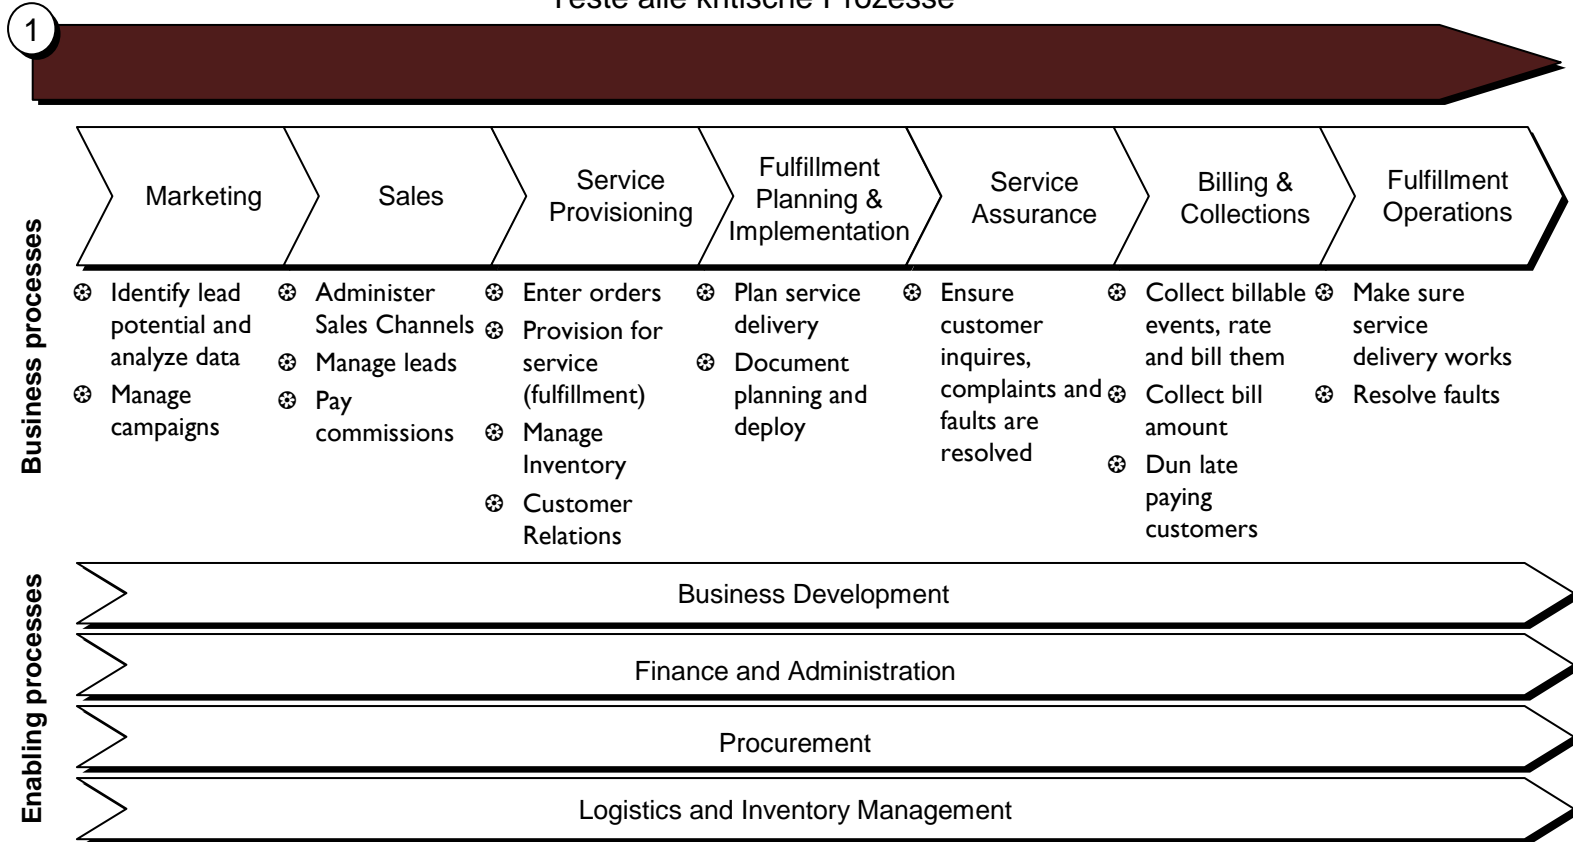 Teste alle kritische Prozesse
1
Marketing
Sales
Service
Provisioning
Fulfillment
Planning &
Implementation
Service
Assurance
Billing &
Collections
Fulfillment
Operations
Business processes
Identify lead
potential and
analyze data
Manage
campaigns
Administer
Sales Channels
Manage leads
Pay
commissions
Enter orders
Provision for
service
(fulfillment)
Manage
Inventory
Customer
Relations
Plan service
delivery
Document
planning and
deploy
Ensure
customer
inquires,
complaints and
faults are
resolved
Collect billable
events, rate
and bill them
Collect bill
amount
Dun late
paying
customers
Make sure
service
delivery works
Resolve faults
Enabling processes
Business Development
Finance and Administration
Procurement
Logistics and Inventory Management